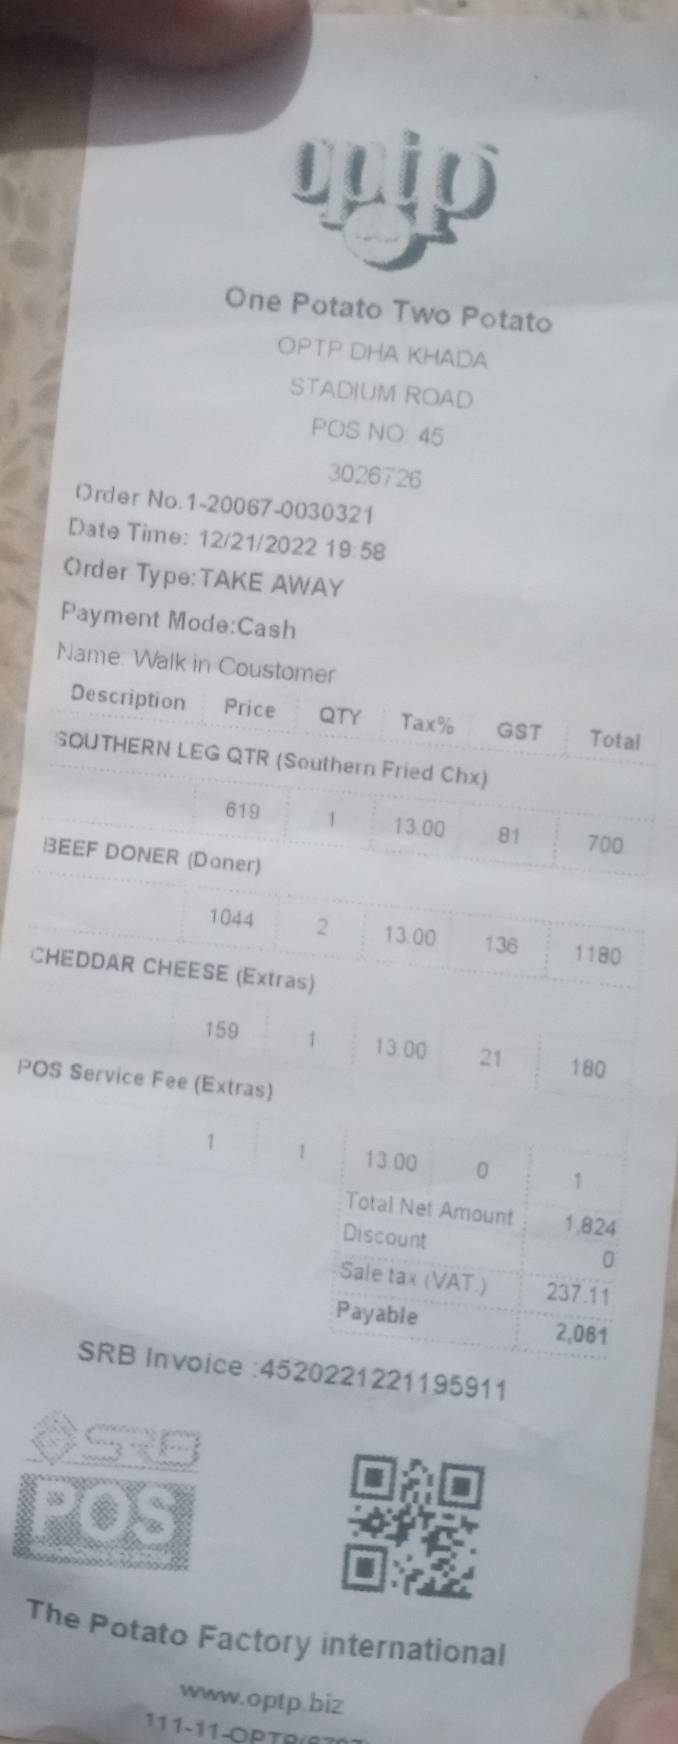 optp
One Potato Two Potato
OPTP DHA KHADA
STADIUM ROAD
POS NO: 45
3026726
Order No.1-20067-0030321
Date Time: 12/21/2022 19:58
Order Type:TAKE AWAY
Payment Mode:Cash
Name: Walk in Coustomer
Description Price QTY Tax% GST Total
SOUTHERN LEG QTR (Southern Fried Chx)
619 1 13.00 81 700
BEEF DONER (Doner)
1044 2 13.00 136 1180
CHEDDAR CHEESE (Extras)
159 1 13.00 21 180
POS Service Fee (Extras)
1 1 13.00 0 1
Total Net Amount 1,824
Discount 0
Sale tax (VAT.) 237.11
Payable 2,061
SRB Invoice :4520221221195911
SRB
POS
The Potato Factory international
www.optp.biz
111-11-OPTP